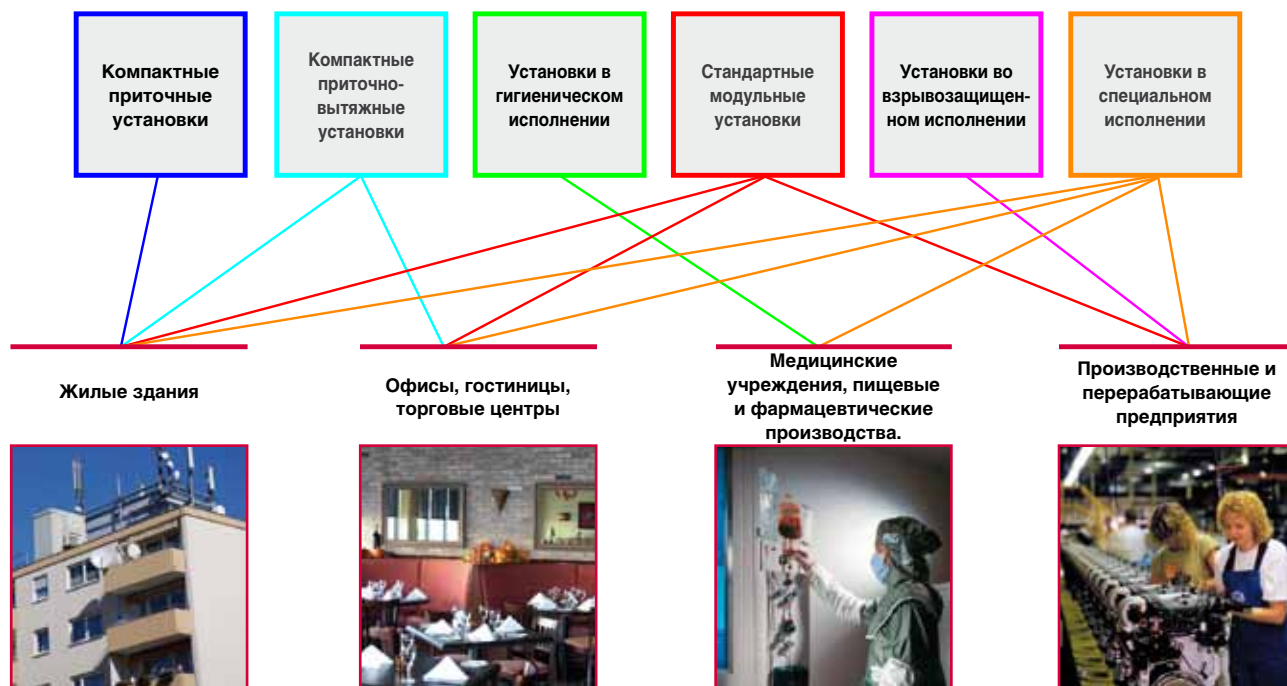 Компактные
приточные
установки
Компактные
приточно-
вытяжные
установки
Установки в
гигиеническом
исполнении
Стандартные
модульные
установки
Установки во
взрывозащищен-
ном исполнении
Установки в
специальном
исполнении
Жилые здания
Офисы, гостиницы,
торговые центры
Медицинские
учреждения, пищевые
и фармацевтические
производства.
Производственные и
перерабатывающие
предприятия